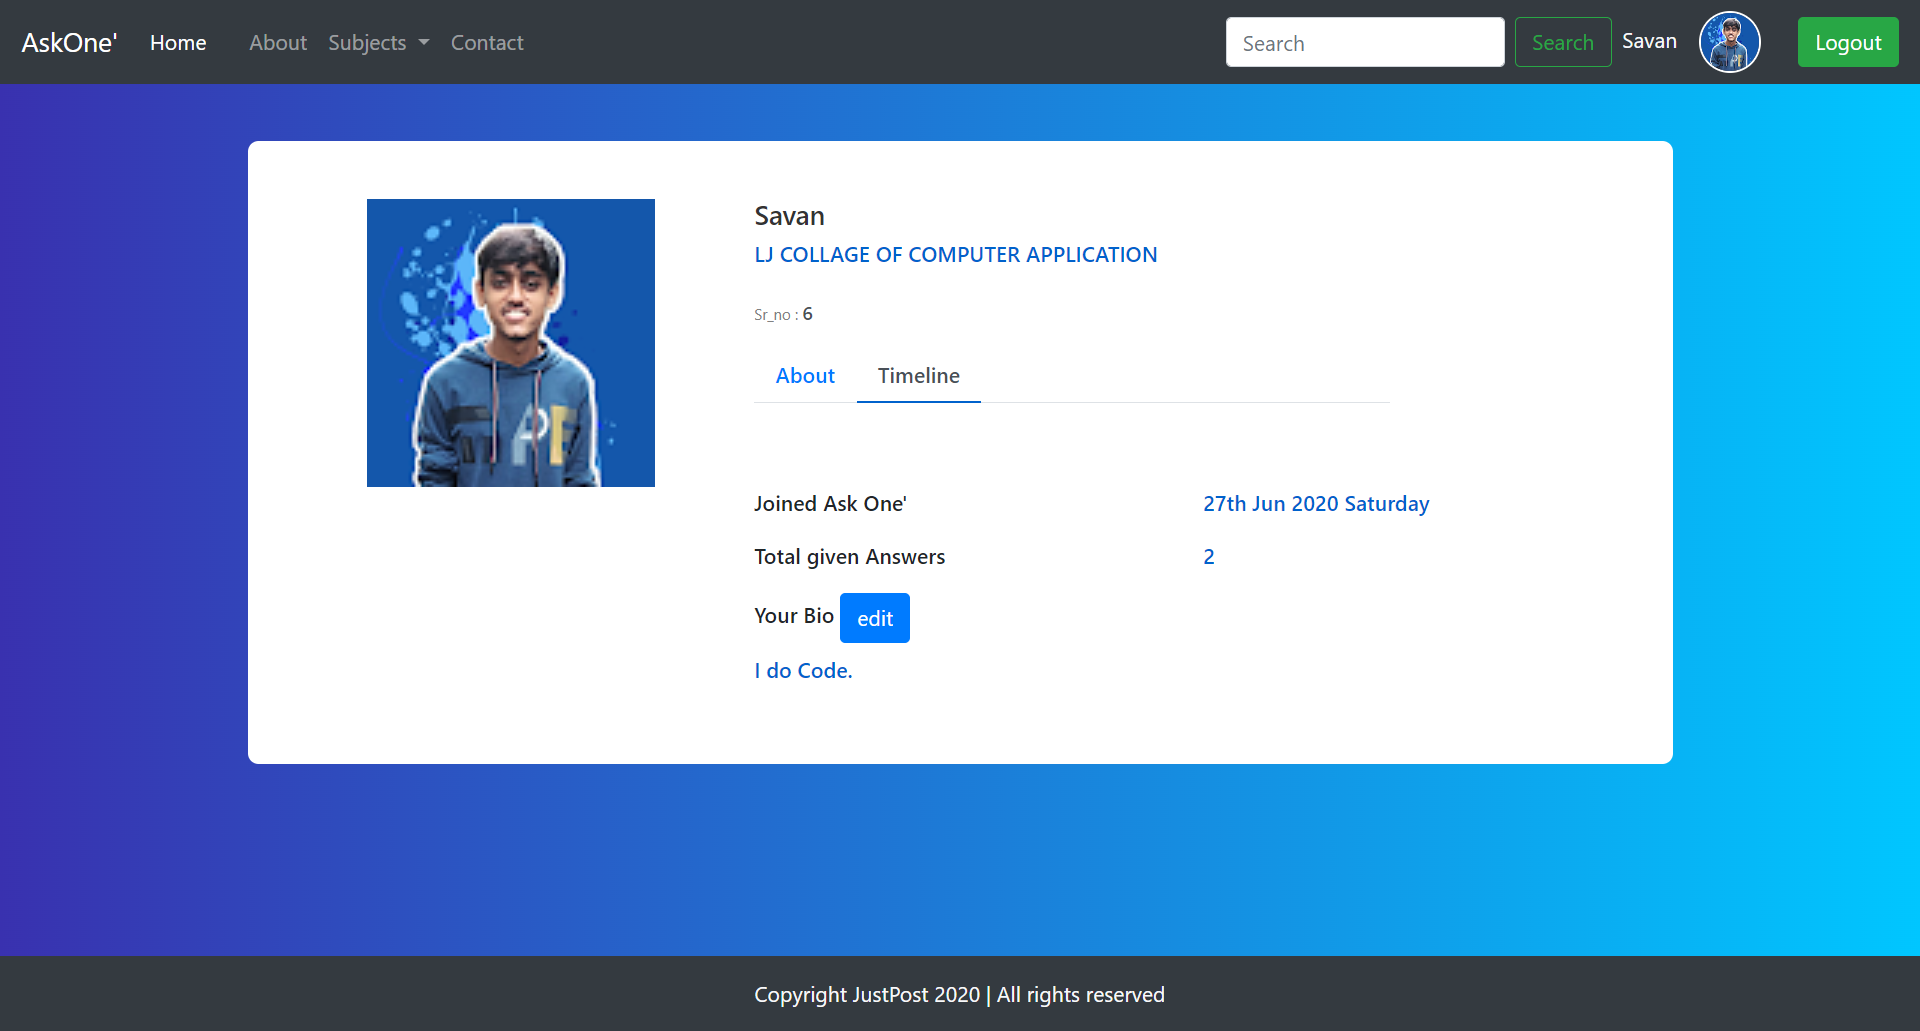 AskOne' Home About Subjects Contact Search Search Savan Logout
Savan
LJ COLLAGE OF COMPUTER APPLICATION
Sr_no : 6
About Timeline
Joined Ask One' 27th Jun 2020 Saturday
Total given Answers 2
Your Bio edit
I do Code.
Copyright JustPost 2020 | All rights reserved